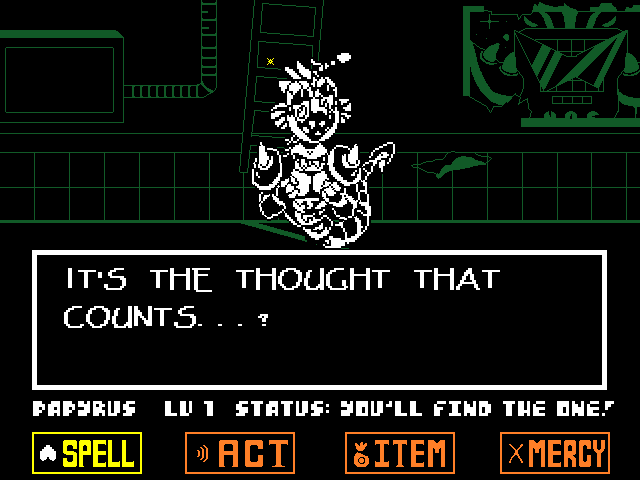 IT'S THE THOUGHT THAT
COUNTS. . . ?
PAPYRUS LV 1 STATUS: YOU'LL FIND THE ONE!
SPELL ACT ITEM MERCY